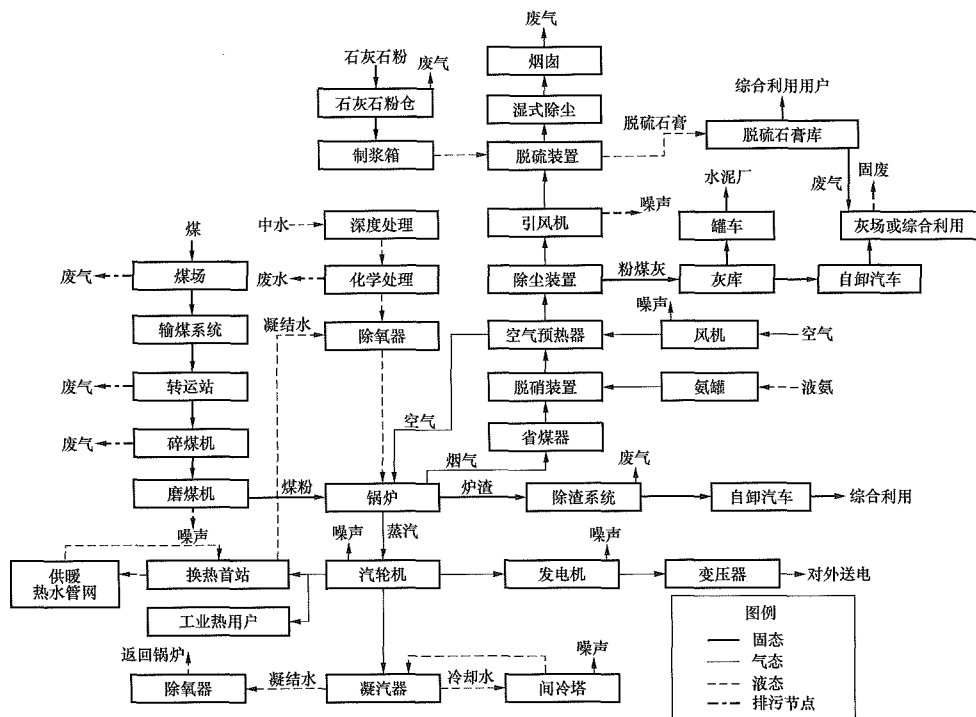 废气
烟囱
石灰石粉
废气
石灰石粉仓
湿式除尘
综合利用用户
脱硫石膏
脱硫石膏库
制浆箱
脱硫装置
水泥厂
废气
固废
中水
深度处理
引风机
噪声
罐车
灰场或综合利用
煤
废气
煤场
废水
化学处理
除尘装置
粉煤灰
灰库
自卸汽车
噪声
输煤系统
凝结水
除氧器
空气预热器
风机
空气
废气
转运站
脱硝装置
氨罐
液氨
空气
废气
碎煤机
省煤器
烟气
废气
磨煤机
煤粉
锅炉
炉渣
除渣系统
自卸汽车
综合利用
噪声
噪声
蒸汽
噪声
供暖
热水管网
换热首站
汽轮机
发电机
变压器
对外送电
工业热用户
图例
固态
气态
液态
排污节点
返回锅炉
噪声
除氧器
凝结水
凝汽器
冷却水
间冷塔